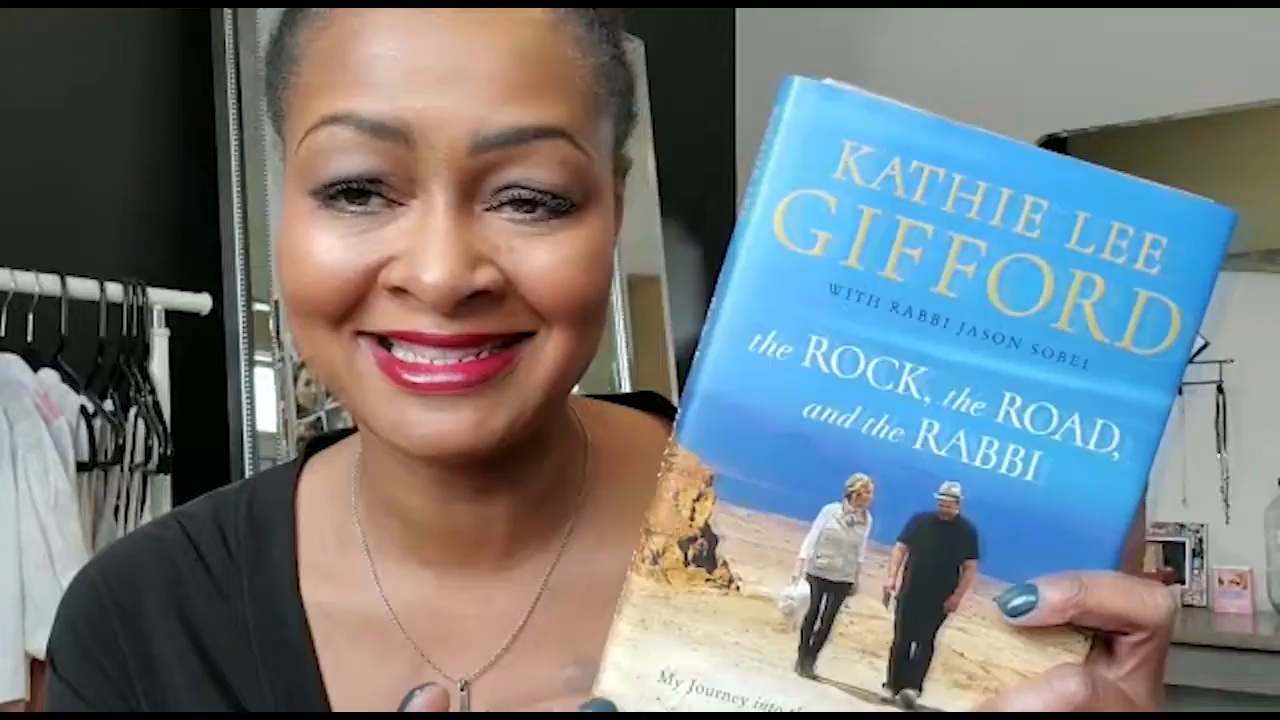 KATHIE LEE
GIFFORD
WITH RABBI JASON SOBEL
the ROCK, the ROAD,
and the RABBI
My Journey into